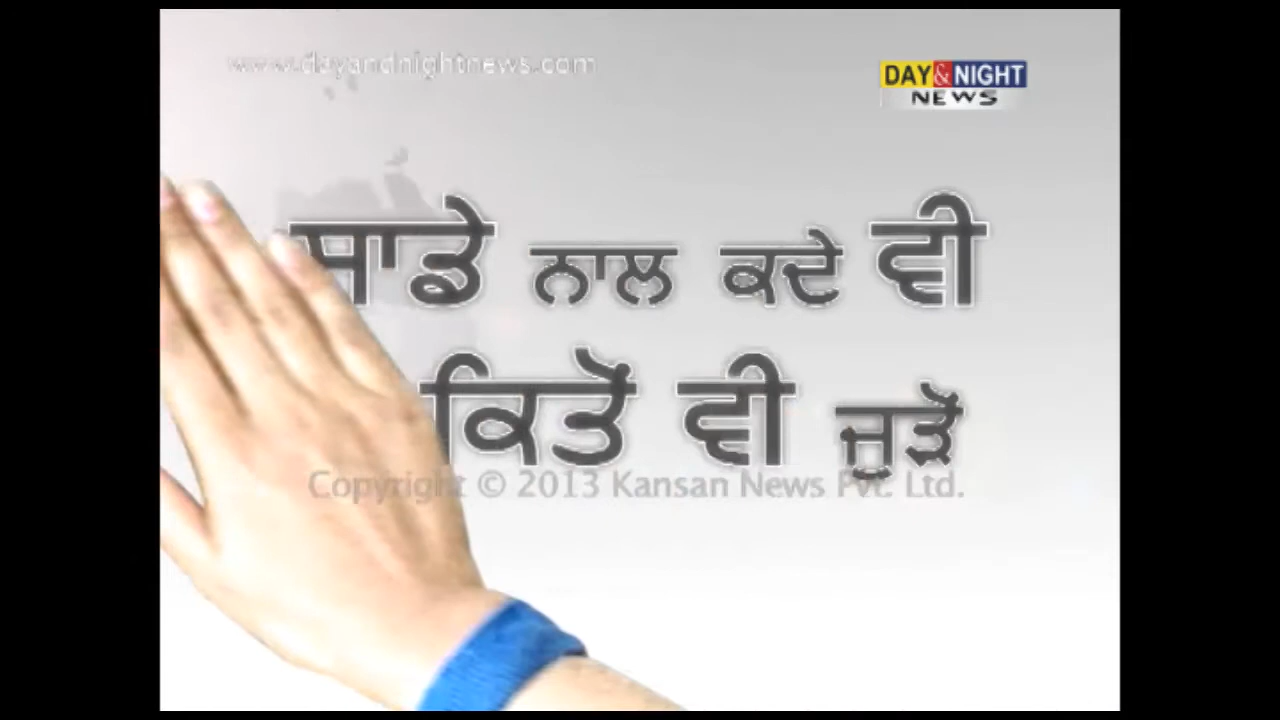 www.dayandnightnews.com
DAY&NIGHT
NEWS
ਸਾਡੇ ਨਾਲ ਕਦੇ ਵੀ
ਕਿਤੋਂ ਵੀ ਜੁੜੋਂ
Copyright © 2013 Kansan News Pvt. Ltd.